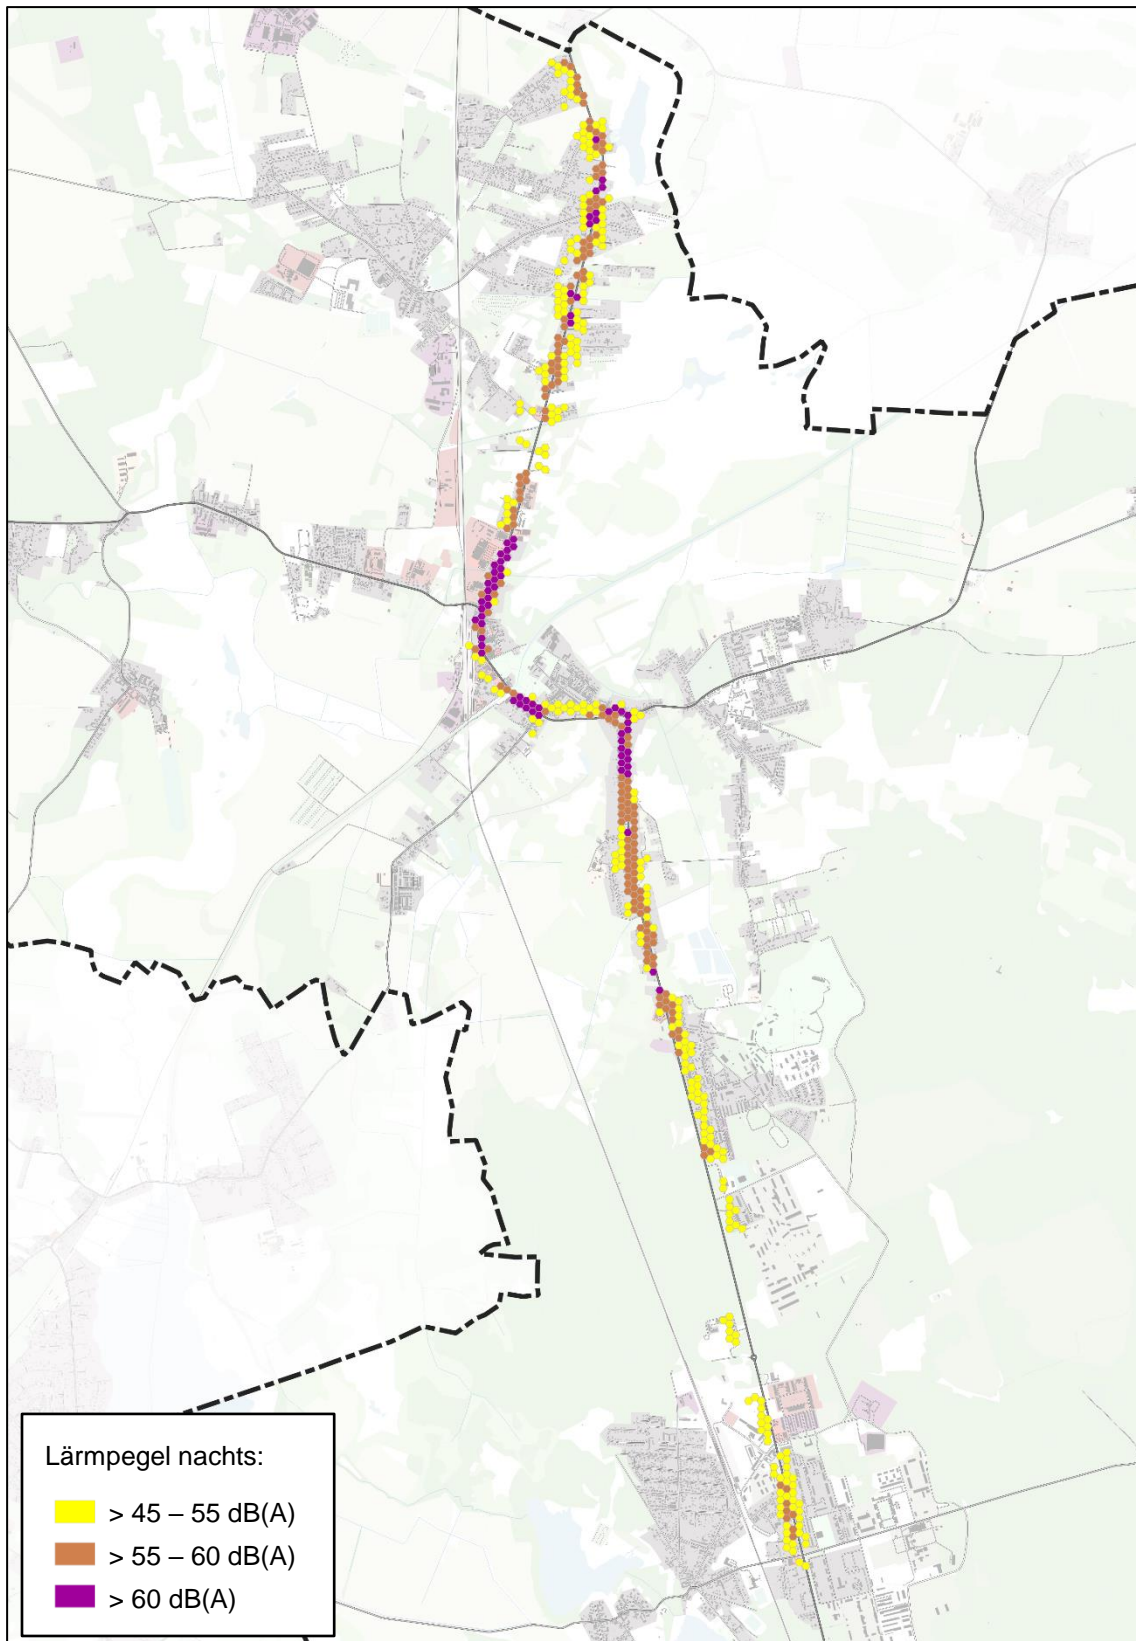 Lärmpegel nachts:
> 45 – 55 dB(A)
> 55 – 60 dB(A)
> 60 dB(A)